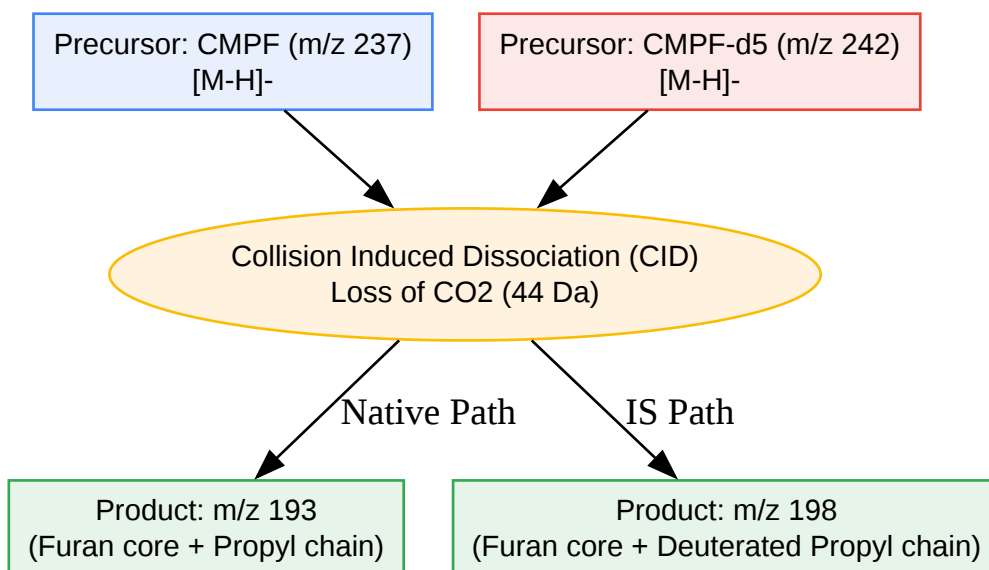 Precursor: CMPF (m/z 237)
[M-H]-
Precursor: CMPF-d5 (m/z 242)
[M-H]-
Collision Induced Dissociation (CID)
Loss of CO2 (44 Da)
Native Path
IS Path
Product: m/z 193
(Furan core + Propyl chain)
Product: m/z 198
(Furan core + Deuterated Propyl chain)